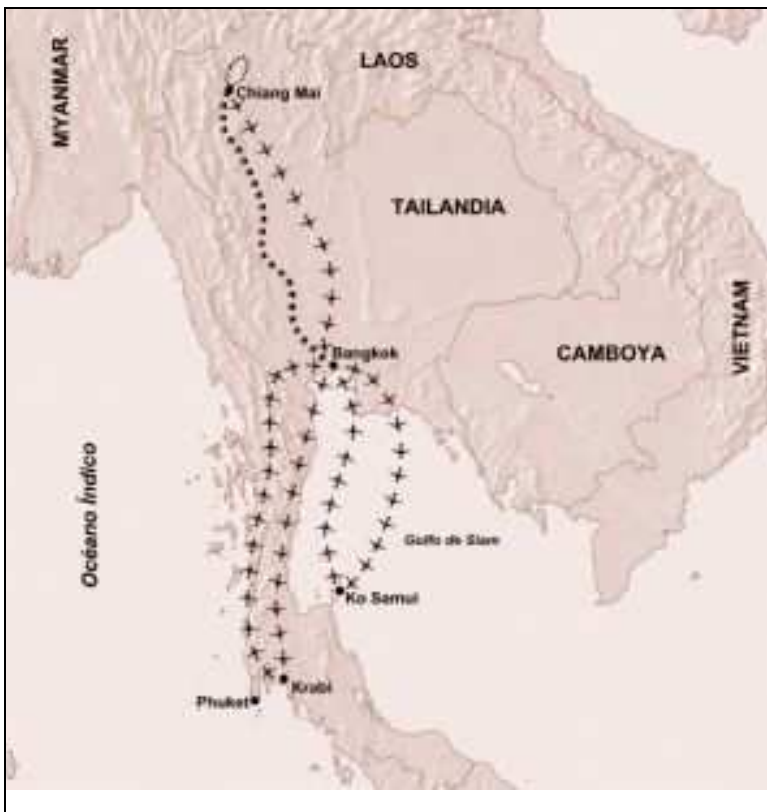 LAOS
MYANMAR
Chiang Mai
TAILANDIA
VIETNAM
Bangkok
CAMBOYA
Océano Índico
Golfo de Siam
Ko Samui
Krabi
Phuket